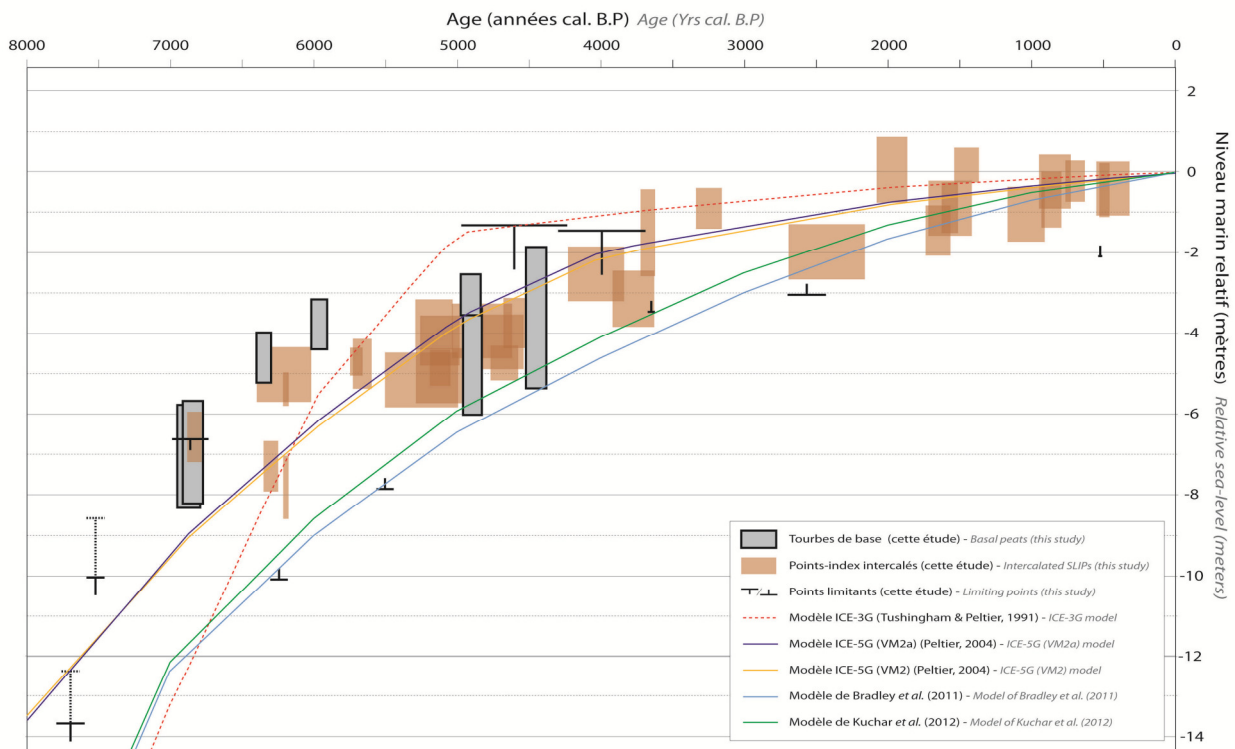 Age (années cal. B.P) Age (Yrs cal. B.P)
8000 7000 6000 5000 4000 3000 2000 1000 0
2
0
-2
-4
-6
-8
-10
-12
-14
Niveau marin relatif (mètres) Relative sea-level (meters)
Tourbes de base (cette étude) - Basal peats (this study)
Points-index intercalés (cette étude) - Intercalated SLIPs (this study)
Points limitants (cette étude) - Limiting points (this study)
Modèle ICE-3G (Tushingham & Peltier, 1991) - ICE-3G model
Modèle ICE-5G (VM2a) (Peltier, 2004) - ICE-5G (VM2a) model
Modèle ICE-5G (VM2) (Peltier, 2004) - ICE-5G (VM2) model
Modèle de Bradley et al. (2011) - Model of Bradley et al. (2011)
Modèle de Kuchar et al. (2012) - Model of Kuchar et al. (2012)